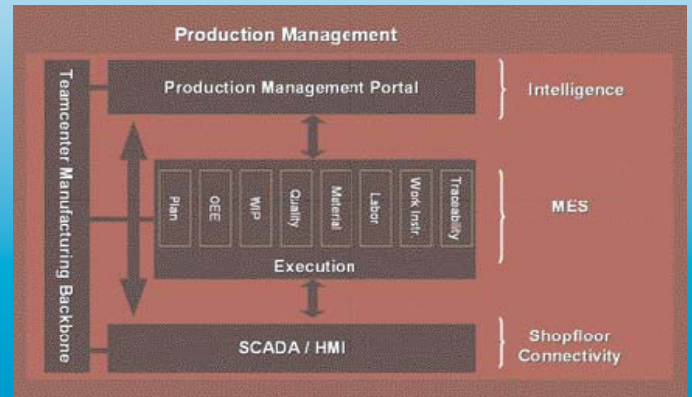 Production Management
Teamcenter Manufacturing Backbone
Production Management Portal
Intelligence
Plan
OEE
WIP
Quality
Material
Labor
Work Instr.
Traceability
Execution
MES
SCADA / HMI
Shopfloor
Connectivity